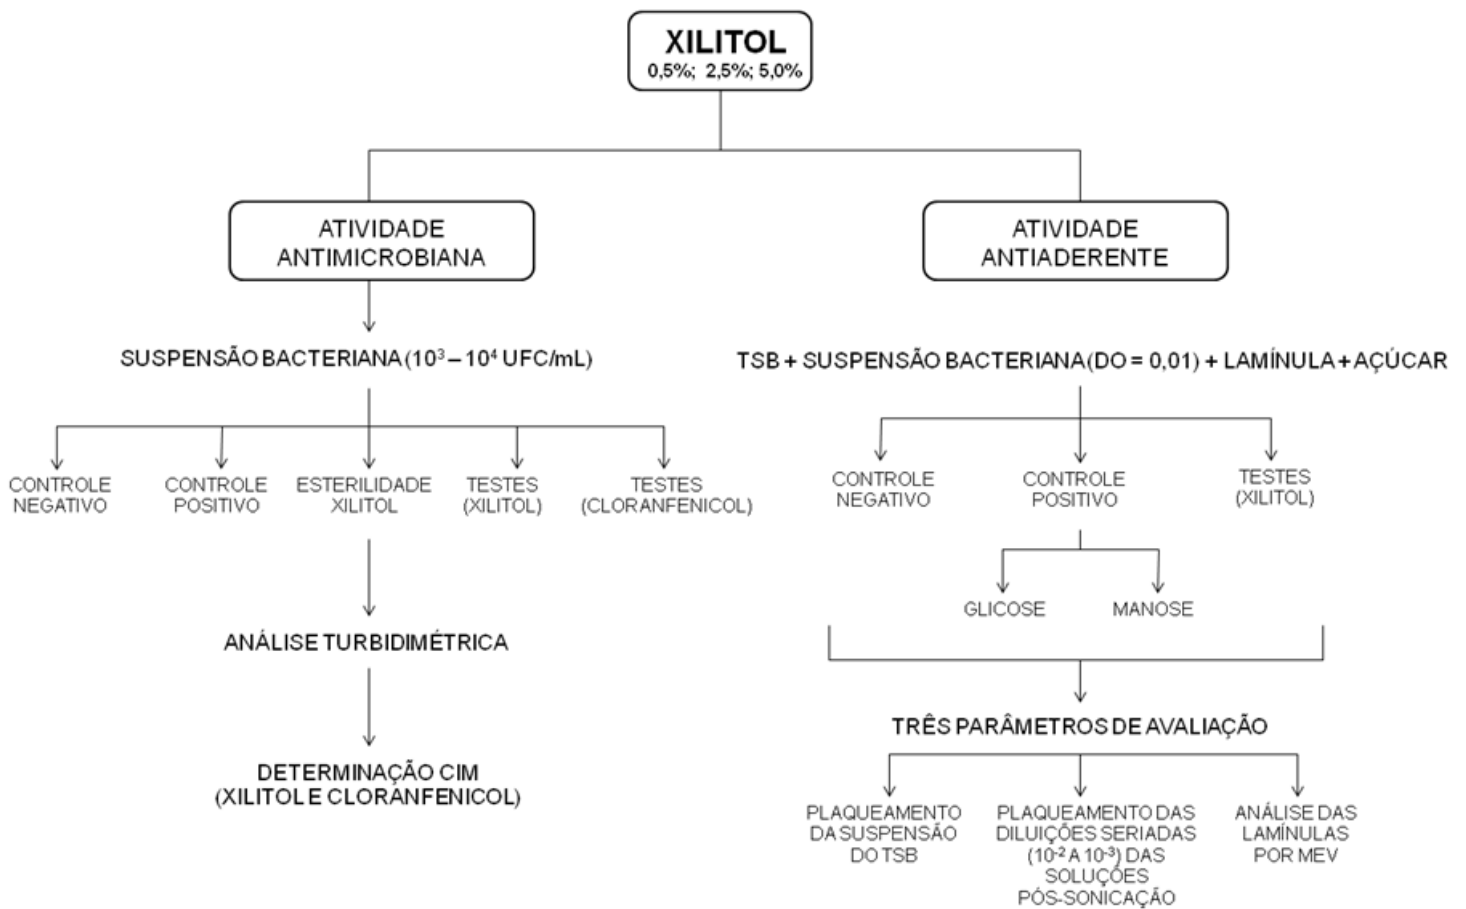 XILITOL
0,5%; 2,5%; 5,0%
ATIVIDADE
ANTIMICROBIANA
SUSPENSÃO BACTERIANA (10³ – 10⁴ UFC/mL)
CONTROLE
NEGATIVO
CONTROLE
POSITIVO
ESTERILIDADE
XILITOL
TESTES
(XILITOL)
TESTES
(CLORANFENICOL)
ANÁLISE TURBIDIMÉTRICA
DETERMINAÇÃO CIM
(XILITOL E CLORANFENICOL)
ATIVIDADE
ANTIADERENTE
TSB + SUSPENSÃO BACTERIANA (DO = 0,01) + LAMÍNULA + AÇÚCAR
CONTROLE
NEGATIVO
CONTROLE
POSITIVO
TESTES
(XILITOL)
GLICOSE
MANOSE
TRÊS PARÂMETROS DE AVALIAÇÃO
PLAQUEAMENTO
DA SUSPENSÃO
DO TSB
PLAQUEAMENTO DAS
DILUIÇÕES SERIADAS
(10⁻² A 10⁻³) DAS
SOLUÇÕES
PÓS-SONICAÇÃO
ANÁLISE DAS
LAMÍNULAS
POR MEV